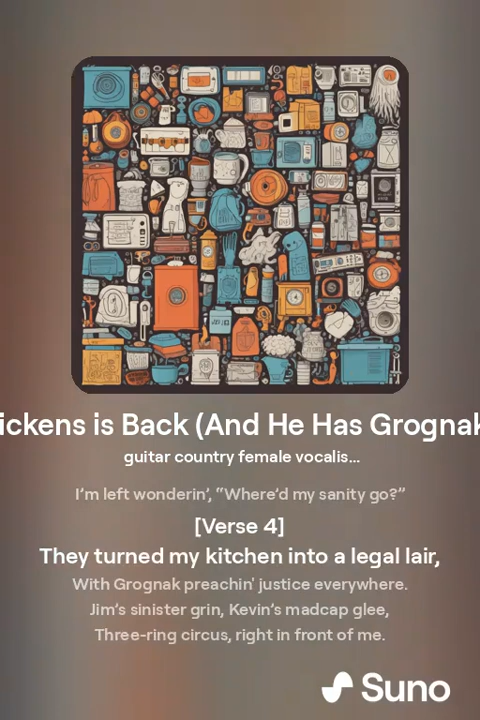 ickens is Back (And He Has Grognak
guitar country female vocalis...
I'm left wonderin', "Where'd my sanity go?"
[Verse 4]
They turned my kitchen into a legal lair,
With Grognak preachin' justice everywhere.
Jim's sinister grin, Kevin's madcap glee,
Three-ring circus, right in front of me.
Suno